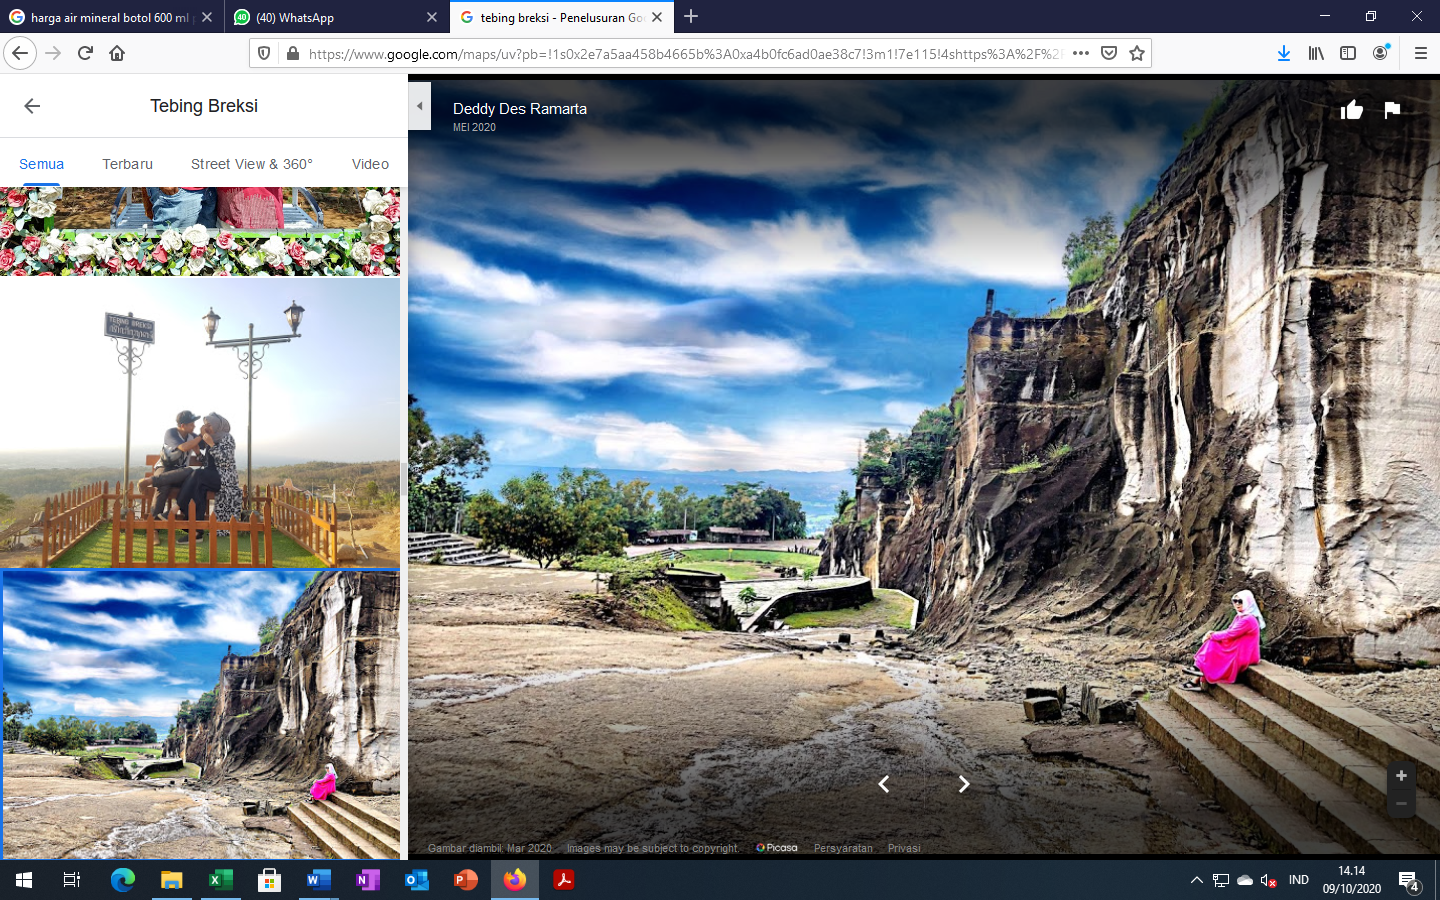 harga air mineral botol 600 ml
(40) WhatsApp
tebing breksi - Penelusuran Go
https://www.google.com/maps/uv?pb=!1s0x2e7a5aa458b4665b%3A0xa4b0fc6ad0ae38c7!3m1!7e115!4shttps%3A%2F%2F
Tebing Breksi
Semua
Terbaru
Street View & 360°
Video
TEBING BREKSI
Deddy Des Ramarta
MEI 2020
Gambar diambil: Mar 2020
Images may be subject to copyright.
Picasa
Persyaratan
Privasi
IND
14.14
09/10/2020
4